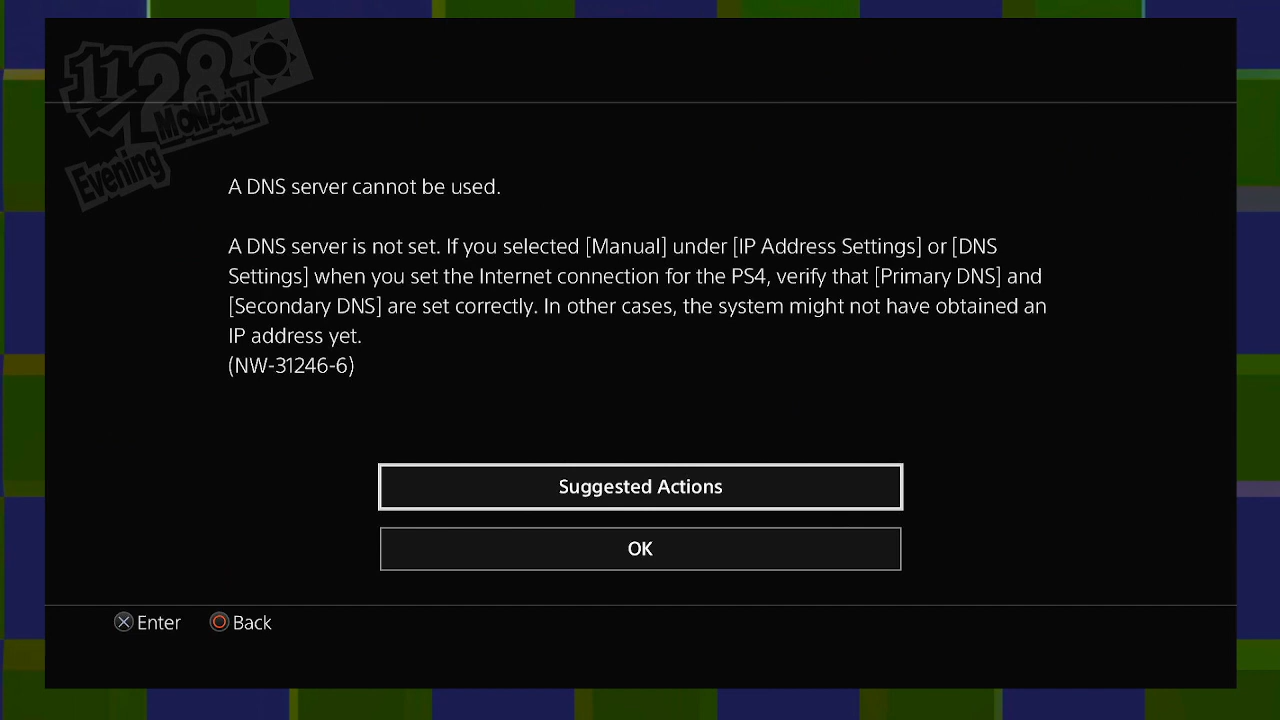 11/28
MONDAY
Evening
A DNS server cannot be used.
A DNS server is not set. If you selected [Manual] under [IP Address Settings] or [DNS
Settings] when you set the Internet connection for the PS4, verify that [Primary DNS] and
[Secondary DNS] are set correctly. In other cases, the system might not have obtained an
IP address yet.
(NW-31246-6)
Suggested Actions
OK
Enter Back